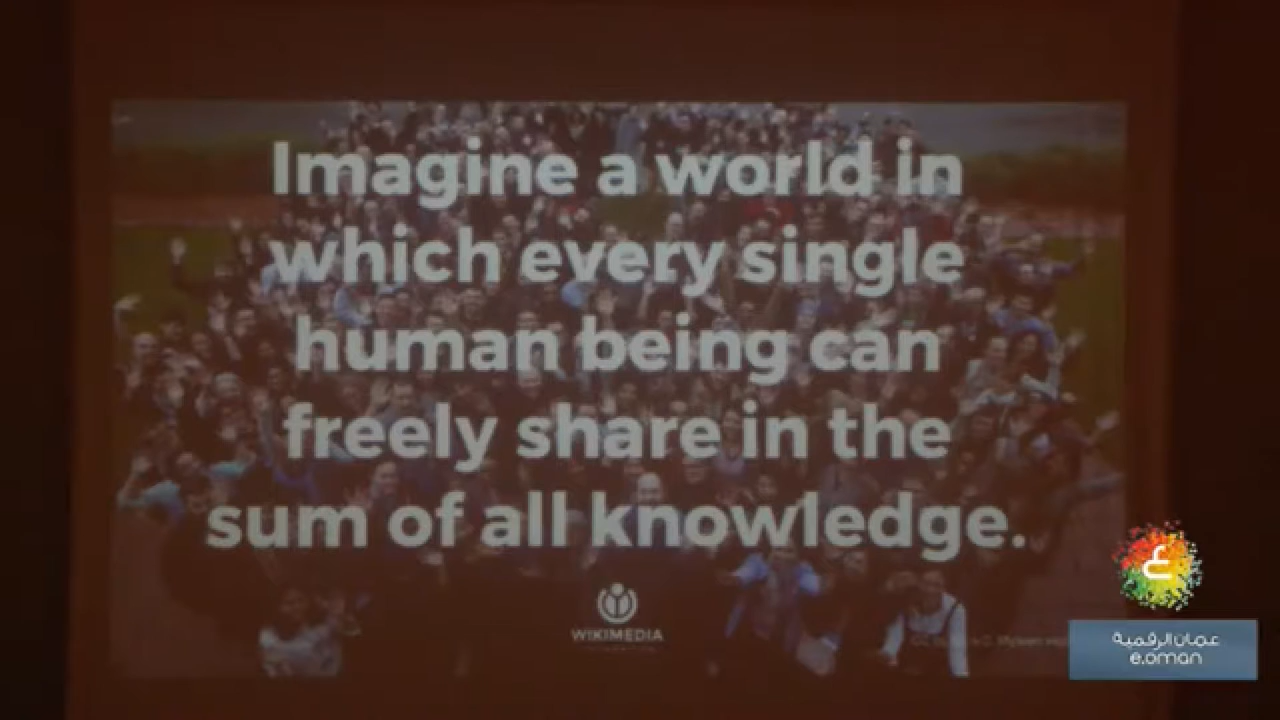 Imagine a world in
which every single
human being can
freely share in the
sum of all knowledge.
WIKIMEDIA
ع
عمان الرقمية
e.oman